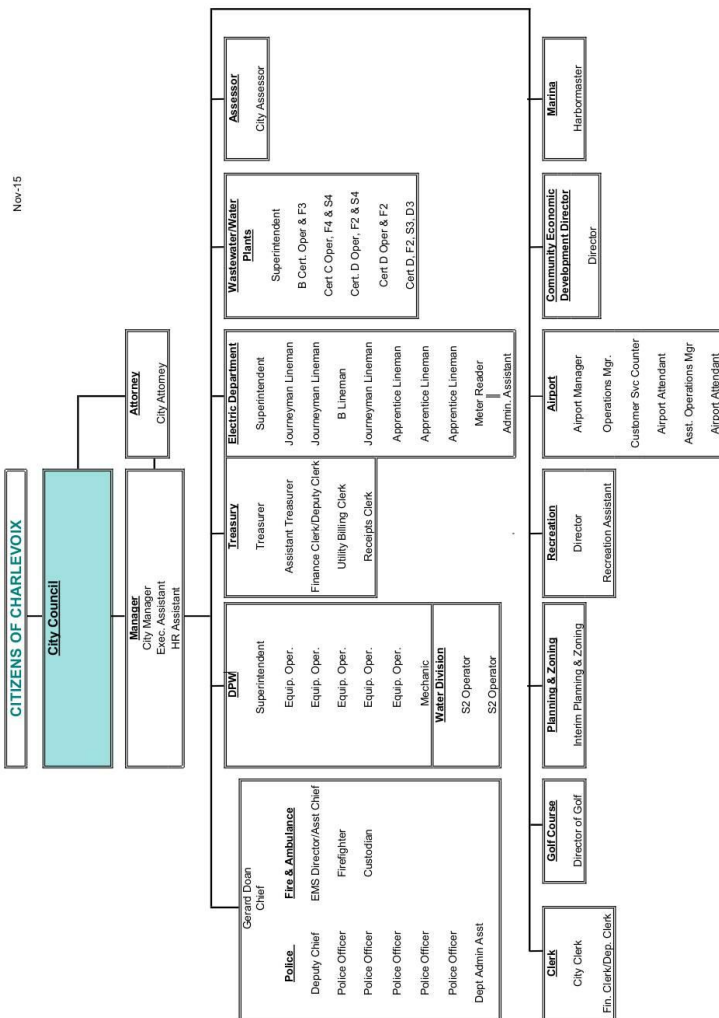 Nov-15
CITIZENS OF CHARLEVOIX
City Council
Manager
City Manager
Exec. Assistant
HR Assistant
Attorney
City Attorney
Gerard Doan
Chief
Police
Deputy Chief
Police Officer
Police Officer
Police Officer
Police Officer
Police Officer
Dept Admin Asst
Fire & Ambulance
EMS Director/Asst Chief
Firefighter
Custodian
DPW
Superintendent
Equip. Oper.
Equip. Oper.
Equip. Oper.
Equip. Oper.
Equip. Oper.
Mechanic
Water Division
S2 Operator
S2 Operator
Treasury
Treasurer
Assistant Treasurer
Finance Clerk/Deputy Clerk
Utility Billing Clerk
Receipts Clerk
Electric Department
Superintendent
Journeyman Lineman
Journeyman Lineman
B Lineman
Journeyman Lineman
Apprentice Lineman
Apprentice Lineman
Apprentice Lineman
Meter Reader
Admin. Assistant
Wastewater/Water
Plants
Superintendent
B Cert. Oper & F3
Cert C Oper, F4 & S4
Cert. D Oper, F2 & S4
Cert D Oper & F2
Cert D, F2, S3, D3
Assessor
City Assessor
Clerk
City Clerk
Fin. Clerk/Dep. Clerk
Golf Course
Director of Golf
Planning & Zoning
Interim Planning & Zoning
Recreation
Director
Recreation Assistant
Airport
Airport Manager
Operations Mgr.
Customer Svc Counter
Airport Attendant
Asst. Operations Mgr
Airport Attendant
Community Economic
Development Director
Director
Marina
Harbormaster